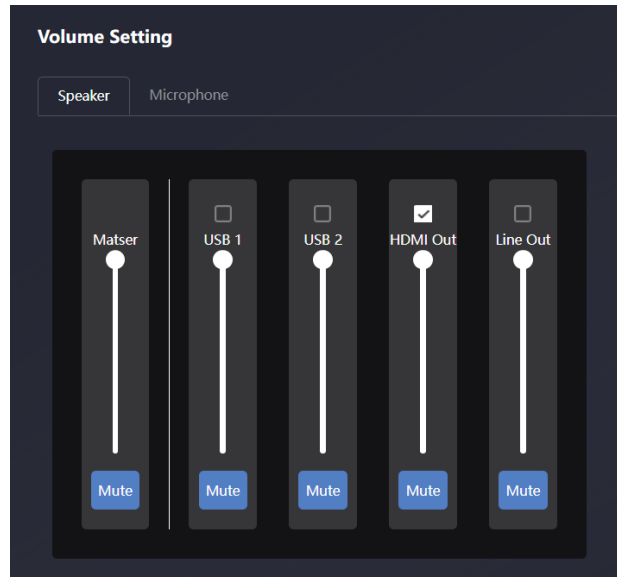 Volume Setting
Speaker Microphone
Matser USB 1 USB 2 HDMI Out Line Out
Mute Mute Mute Mute Mute